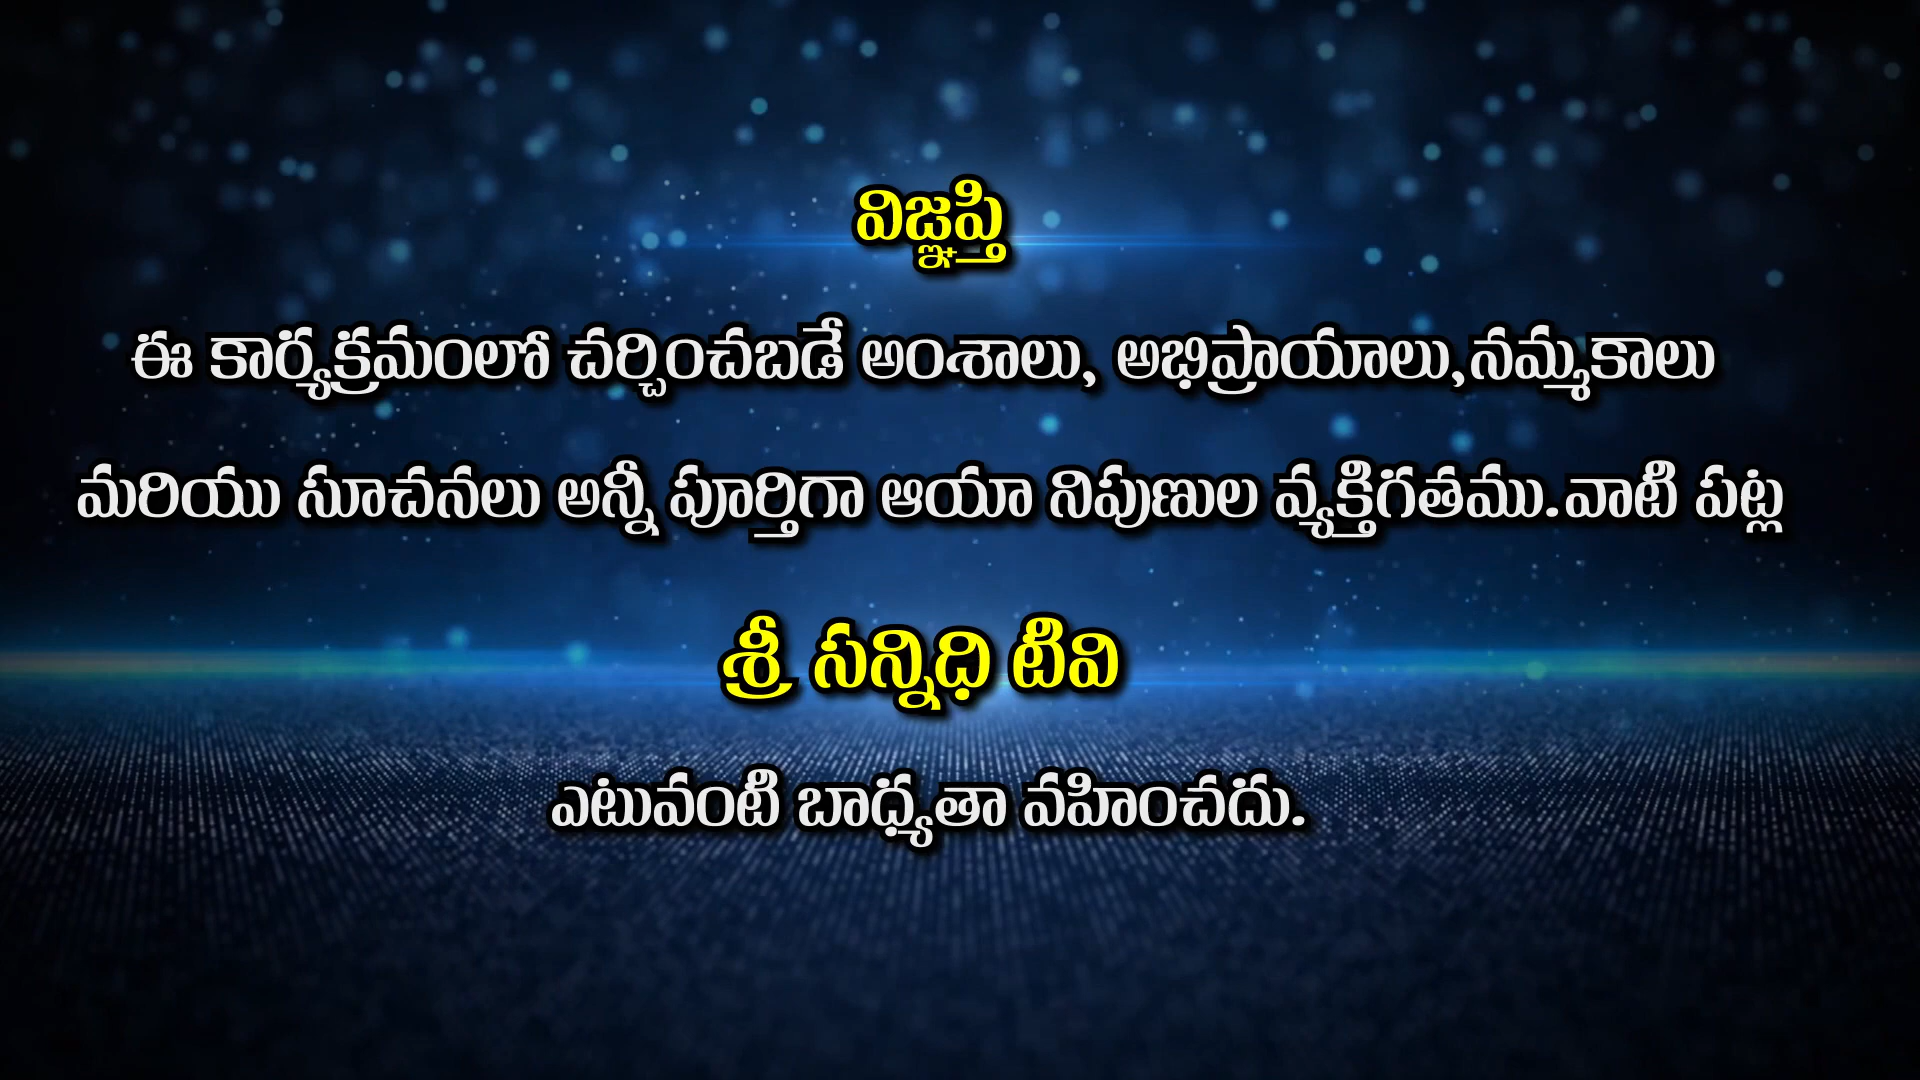 విజ్ఞప్తి
ఈ కార్యక్రమంలో చర్చించబడే అంశాలు, అభిప్రాయాలు,నమ్మకాలు
మరియు సూచనలు అన్నీ పూర్తిగా ఆయా నిపుణుల వ్యక్తిగతము.వాటి పట్ల
శ్రీ సన్నిధి టీవి
ఎటువంటి బాధ్యతా వహించదు.